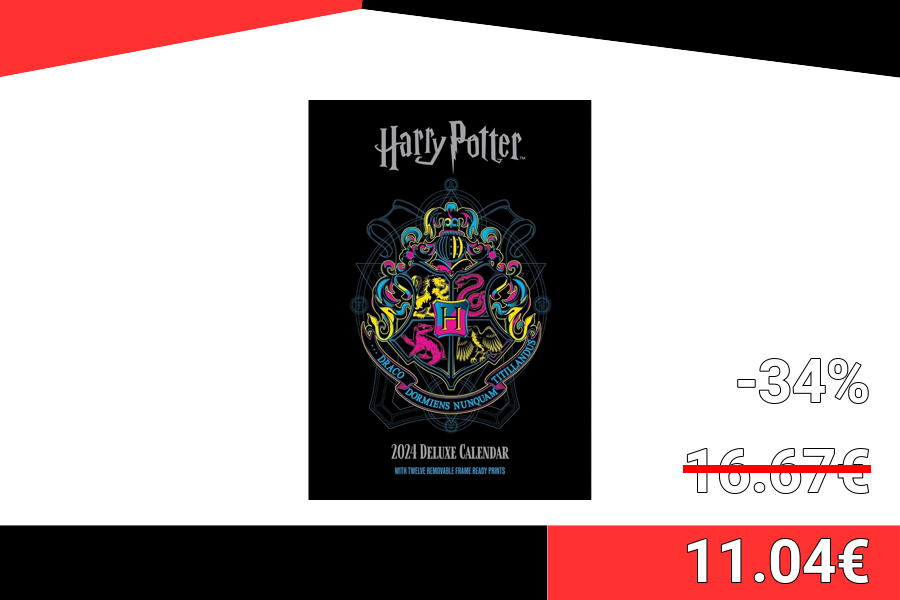 Harry Potter™
H
DRACO
DORMIENS NUNQUAM
TITILLANDUS
2024 DELUXE CALENDAR
WITH TWELVE REMOVABLE FRAME READY PRINTS
-34%
16.67€
11.04€